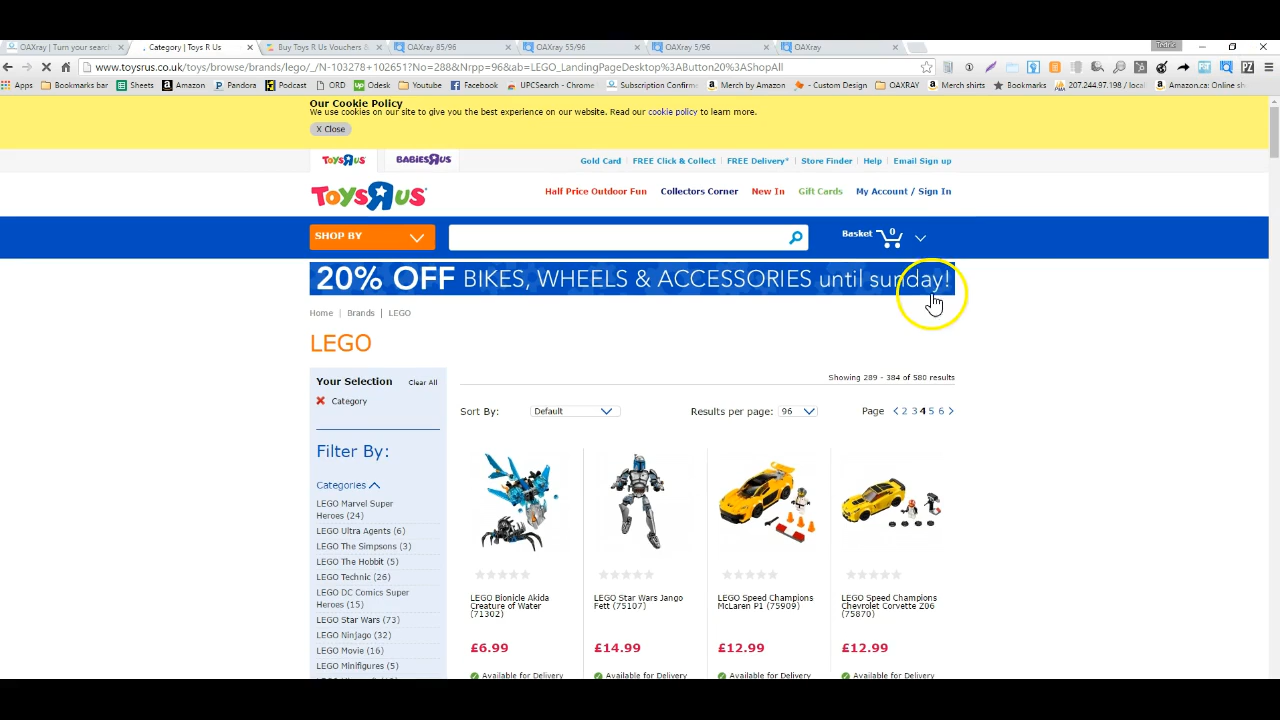 OAXray | Turn your search
Category | Toys R Us
Buy Toys R Us Vouchers &
OAXray 85/96
OAXray 55/96
OAXray 5/96
OAXray
Tedric
www.toysrus.co.uk/toys/browse/brands/lego/_/N-103278+102651?No=288&Nrpp=96&ab=LEGO_LandingPageDesktop%3AButton20%3AShopAll
Apps
Bookmarks bar
Sheets
Amazon
Pandora
Podcast
ORD
Odesk
Youtube
Facebook
UPCSearch - Chrome
Subscription Confirm
Merch by Amazon
- Custom Design
OAXRAY
Merch shirts
Bookmarks
207.244.97.198 / local
Amazon.ca: Online sh
Our Cookie Policy
We use cookies on our site to give you the best experience on our website. Read our cookie policy to learn more.
X Close
TOYSRUS
BABIESRUS
Gold Card
FREE Click & Collect
FREE Delivery*
Store Finder
Help
Email Sign up
TOYSRUS
Half Price Outdoor Fun
Collectors Corner
New In
Gift Cards
My Account / Sign In
SHOP BY
Basket 0
20% OFF BIKES, WHEELS & ACCESSORIES until sunday!
Home | Brands | LEGO
LEGO
Your Selection
Clear All
Category
Showing 289 - 384 of 580 results
Sort By: Default
Results per page: 96
Page < 2 3 4 5 6 >
Filter By:
Categories
LEGO Marvel Super
Heroes (24)
LEGO Ultra Agents (6)
LEGO The Simpsons (3)
LEGO The Hobbit (5)
LEGO Technic (26)
LEGO DC Comics Super
Heroes (15)
LEGO Star Wars (73)
LEGO Ninjago (32)
LEGO Movie (16)
LEGO Minifigures (5)
LEGO Bionicle Akida
Creature of Water
(71302)
£6.99
Available for Delivery
LEGO Star Wars Jango
Fett (75107)
£14.99
Available for Delivery
LEGO Speed Champions
McLaren P1 (75909)
£12.99
Available for Delivery
LEGO Speed Champions
Chevrolet Corvette Z06
(75870)
£12.99
Available for Delivery